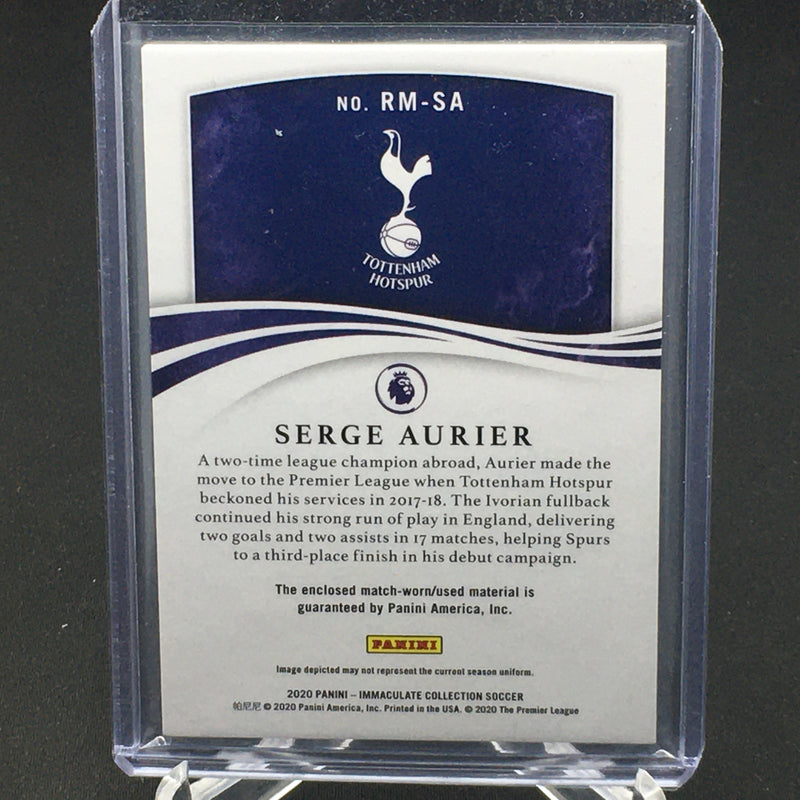 NO. RM-SA
TOTTENHAM
HOTSPUR
SERGE AURIER
A two-time league champion abroad, Aurier made the
move to the Premier League when Tottenham Hotspur
beckoned his services in 2017-18. The Ivorian fullback
continued his strong run of play in England, delivering
two goals and two assists in 17 matches, helping Spurs
to a third-place finish in his debut campaign.
The enclosed match-worn/used material is
guaranteed by Panini America, Inc.
PANINI
Image depicted may not represent the current season uniform.
2020 PANINI – IMMACULATE COLLECTION SOCCER
帕尼尼 © 2020 Panini America, Inc. Printed in the USA. © 2020 The Premier League